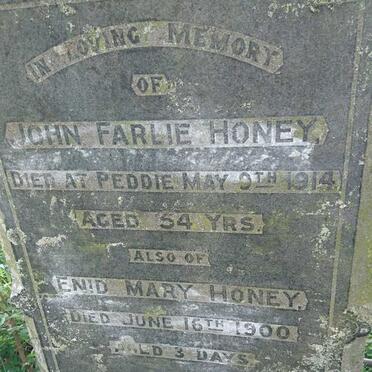 IN LOVING MEMORY
OF
JOHN FARLIE HONEY
DIED AT PEDDIE MAY 9TH 1914,
AGED 54 YRS.
ALSO OF
ENID MARY HONEY,
DIED JUNE 16TH 1900
AGED 3 DAYS